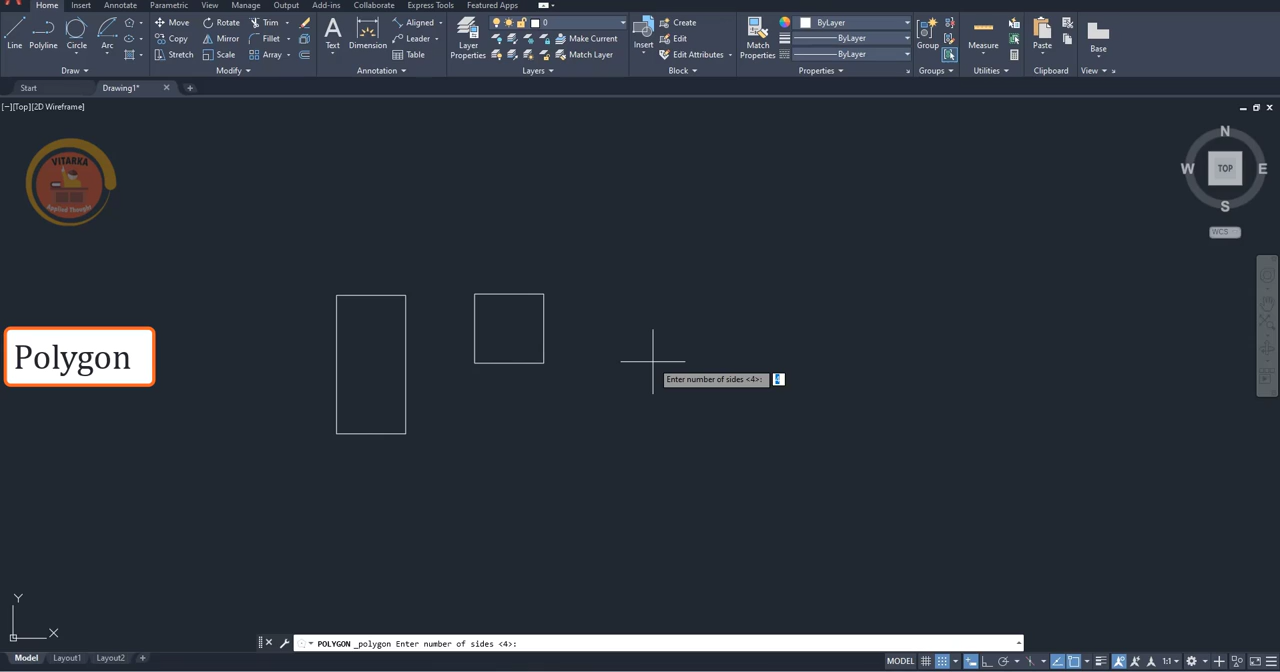 Home Insert Annotate Parametric View Manage Output Add-ins Collaborate Express Tools Featured Apps
Line Polyline Circle Arc
Move Rotate Trim
Copy Mirror Fillet
Stretch Scale Array
Text Dimension
Aligned
Leader
Table
Layer Properties
0
Make Current
Match Layer
Insert
Create
Edit
Edit Attributes
Match Properties
ByLayer
ByLayer
ByLayer
Group
Measure
Paste
Base
Draw Modify Annotation Layers Block Properties Groups Utilities Clipboard View
Start Drawing1*
[−][Top][2D Wireframe]
VITARKA
Applied Thought
N
W TOP E
S
WCS
Polygon
Enter number of sides <4>: 4
Y
X
POLYGON _polygon Enter number of sides <4>:
Model Layout1 Layout2
MODEL 1:1